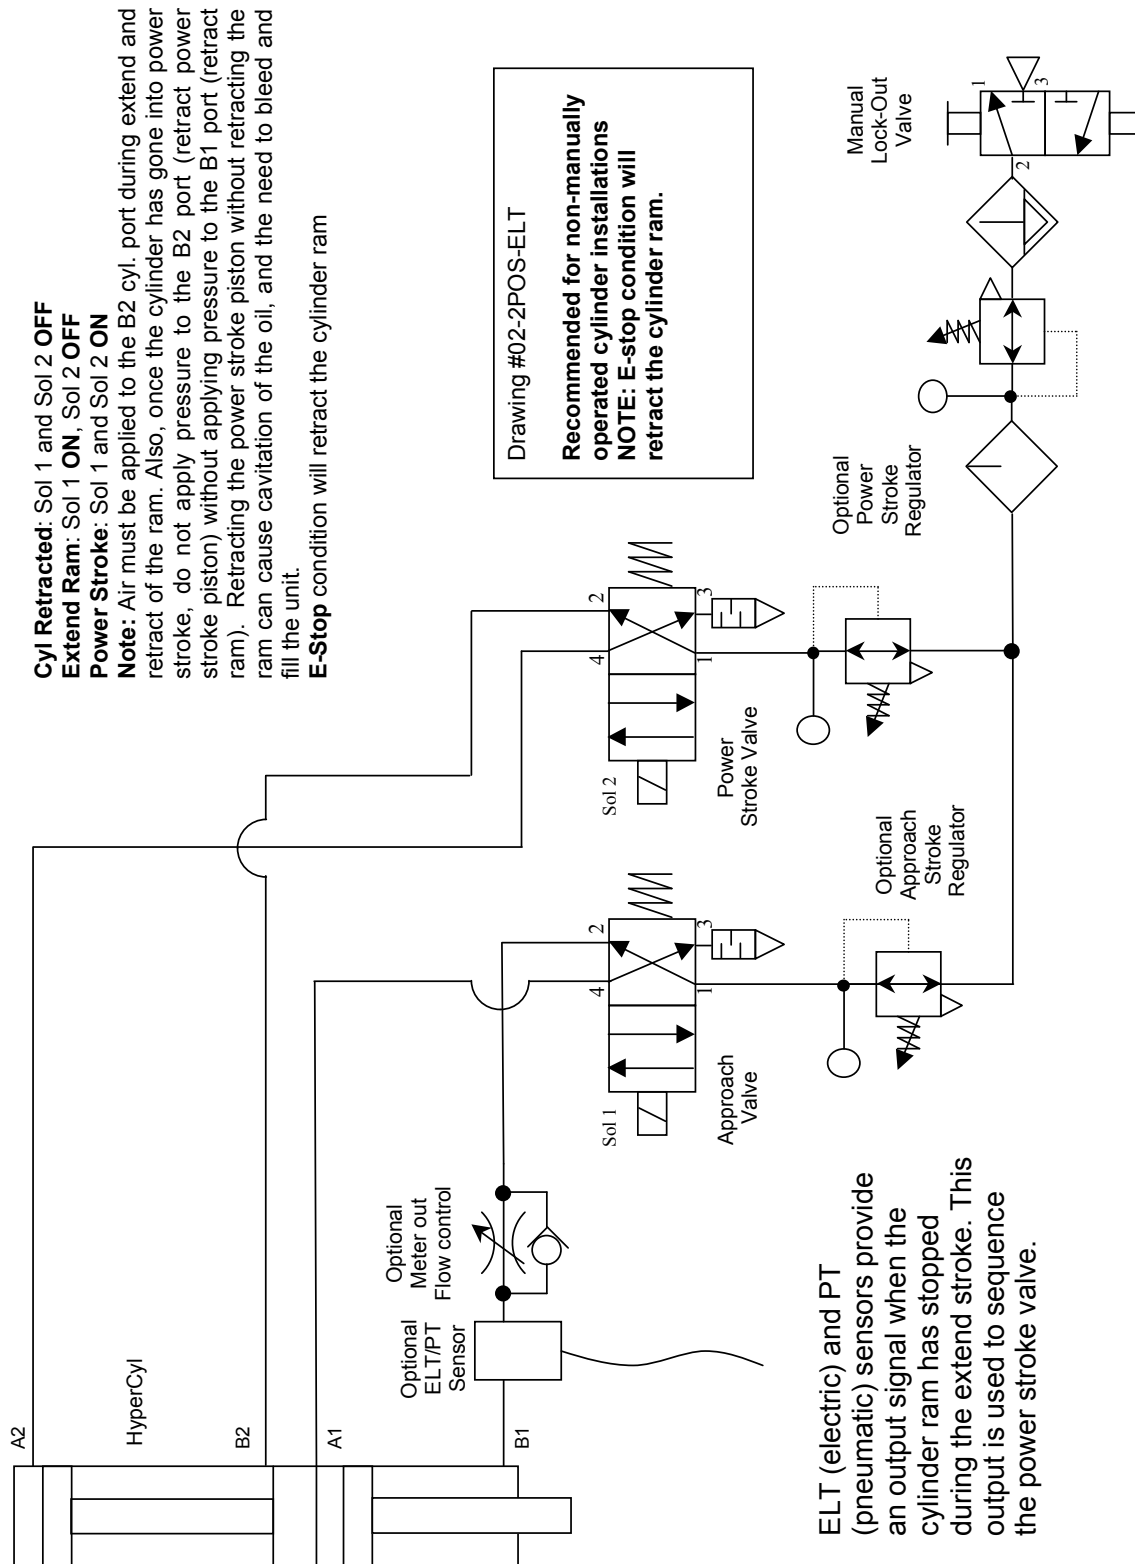 Cyl Retracted: Sol 1 and Sol 2 OFF
Extend Ram: Sol 1 ON, Sol 2 OFF
Power Stroke: Sol 1 and Sol 2 ON
Note: Air must be applied to the B2 cyl. port during extend and
retract of the ram. Also, once the cylinder has gone into power
stroke, do not apply pressure to the B2 port (retract power
stroke piston) without applying pressure to the B1 port (retract
ram). Retracting the power stroke piston without retracting the
ram can cause cavitation of the oil, and the need to bleed and
fill the unit.
E-Stop condition will retract the cylinder ram
Drawing #02-2POS-ELT
Recommended for non-manually
operated cylinder installations
NOTE: E-stop condition will
retract the cylinder ram.
A2
HyperCyl
B2
A1
B1
Optional
ELT/PT
Sensor
Optional
Meter out
Flow control
Sol 1
4
2
1
3
Approach
Valve
Sol 2
4
2
1
3
Power
Stroke Valve
Optional
Approach
Stroke
Regulator
Optional
Power
Stroke
Regulator
Manual
Lock-Out
Valve
1
3
2
ELT (electric) and PT
(pneumatic) sensors provide
an output signal when the
cylinder ram has stopped
during the extend stroke. This
output is used to sequence
the power stroke valve.